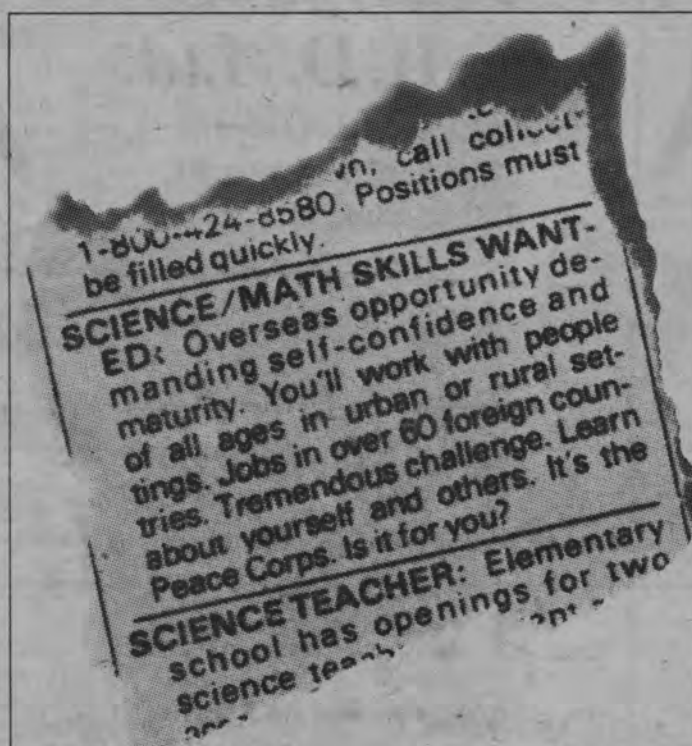 call collect-
1-800-424-8580. Positions must
be filled quickly.
SCIENCE/MATH SKILLS WANT-
ED: Overseas opportunity de-
manding self-confidence and
maturity. You'll work with people
of all ages in urban or rural set-
tings. Jobs in over 60 foreign coun-
tries. Tremendous challenge. Learn
about yourself and others. It's the
Peace Corps. Is it for you?
SCIENCE TEACHER: Elementary
school has openings for two
science